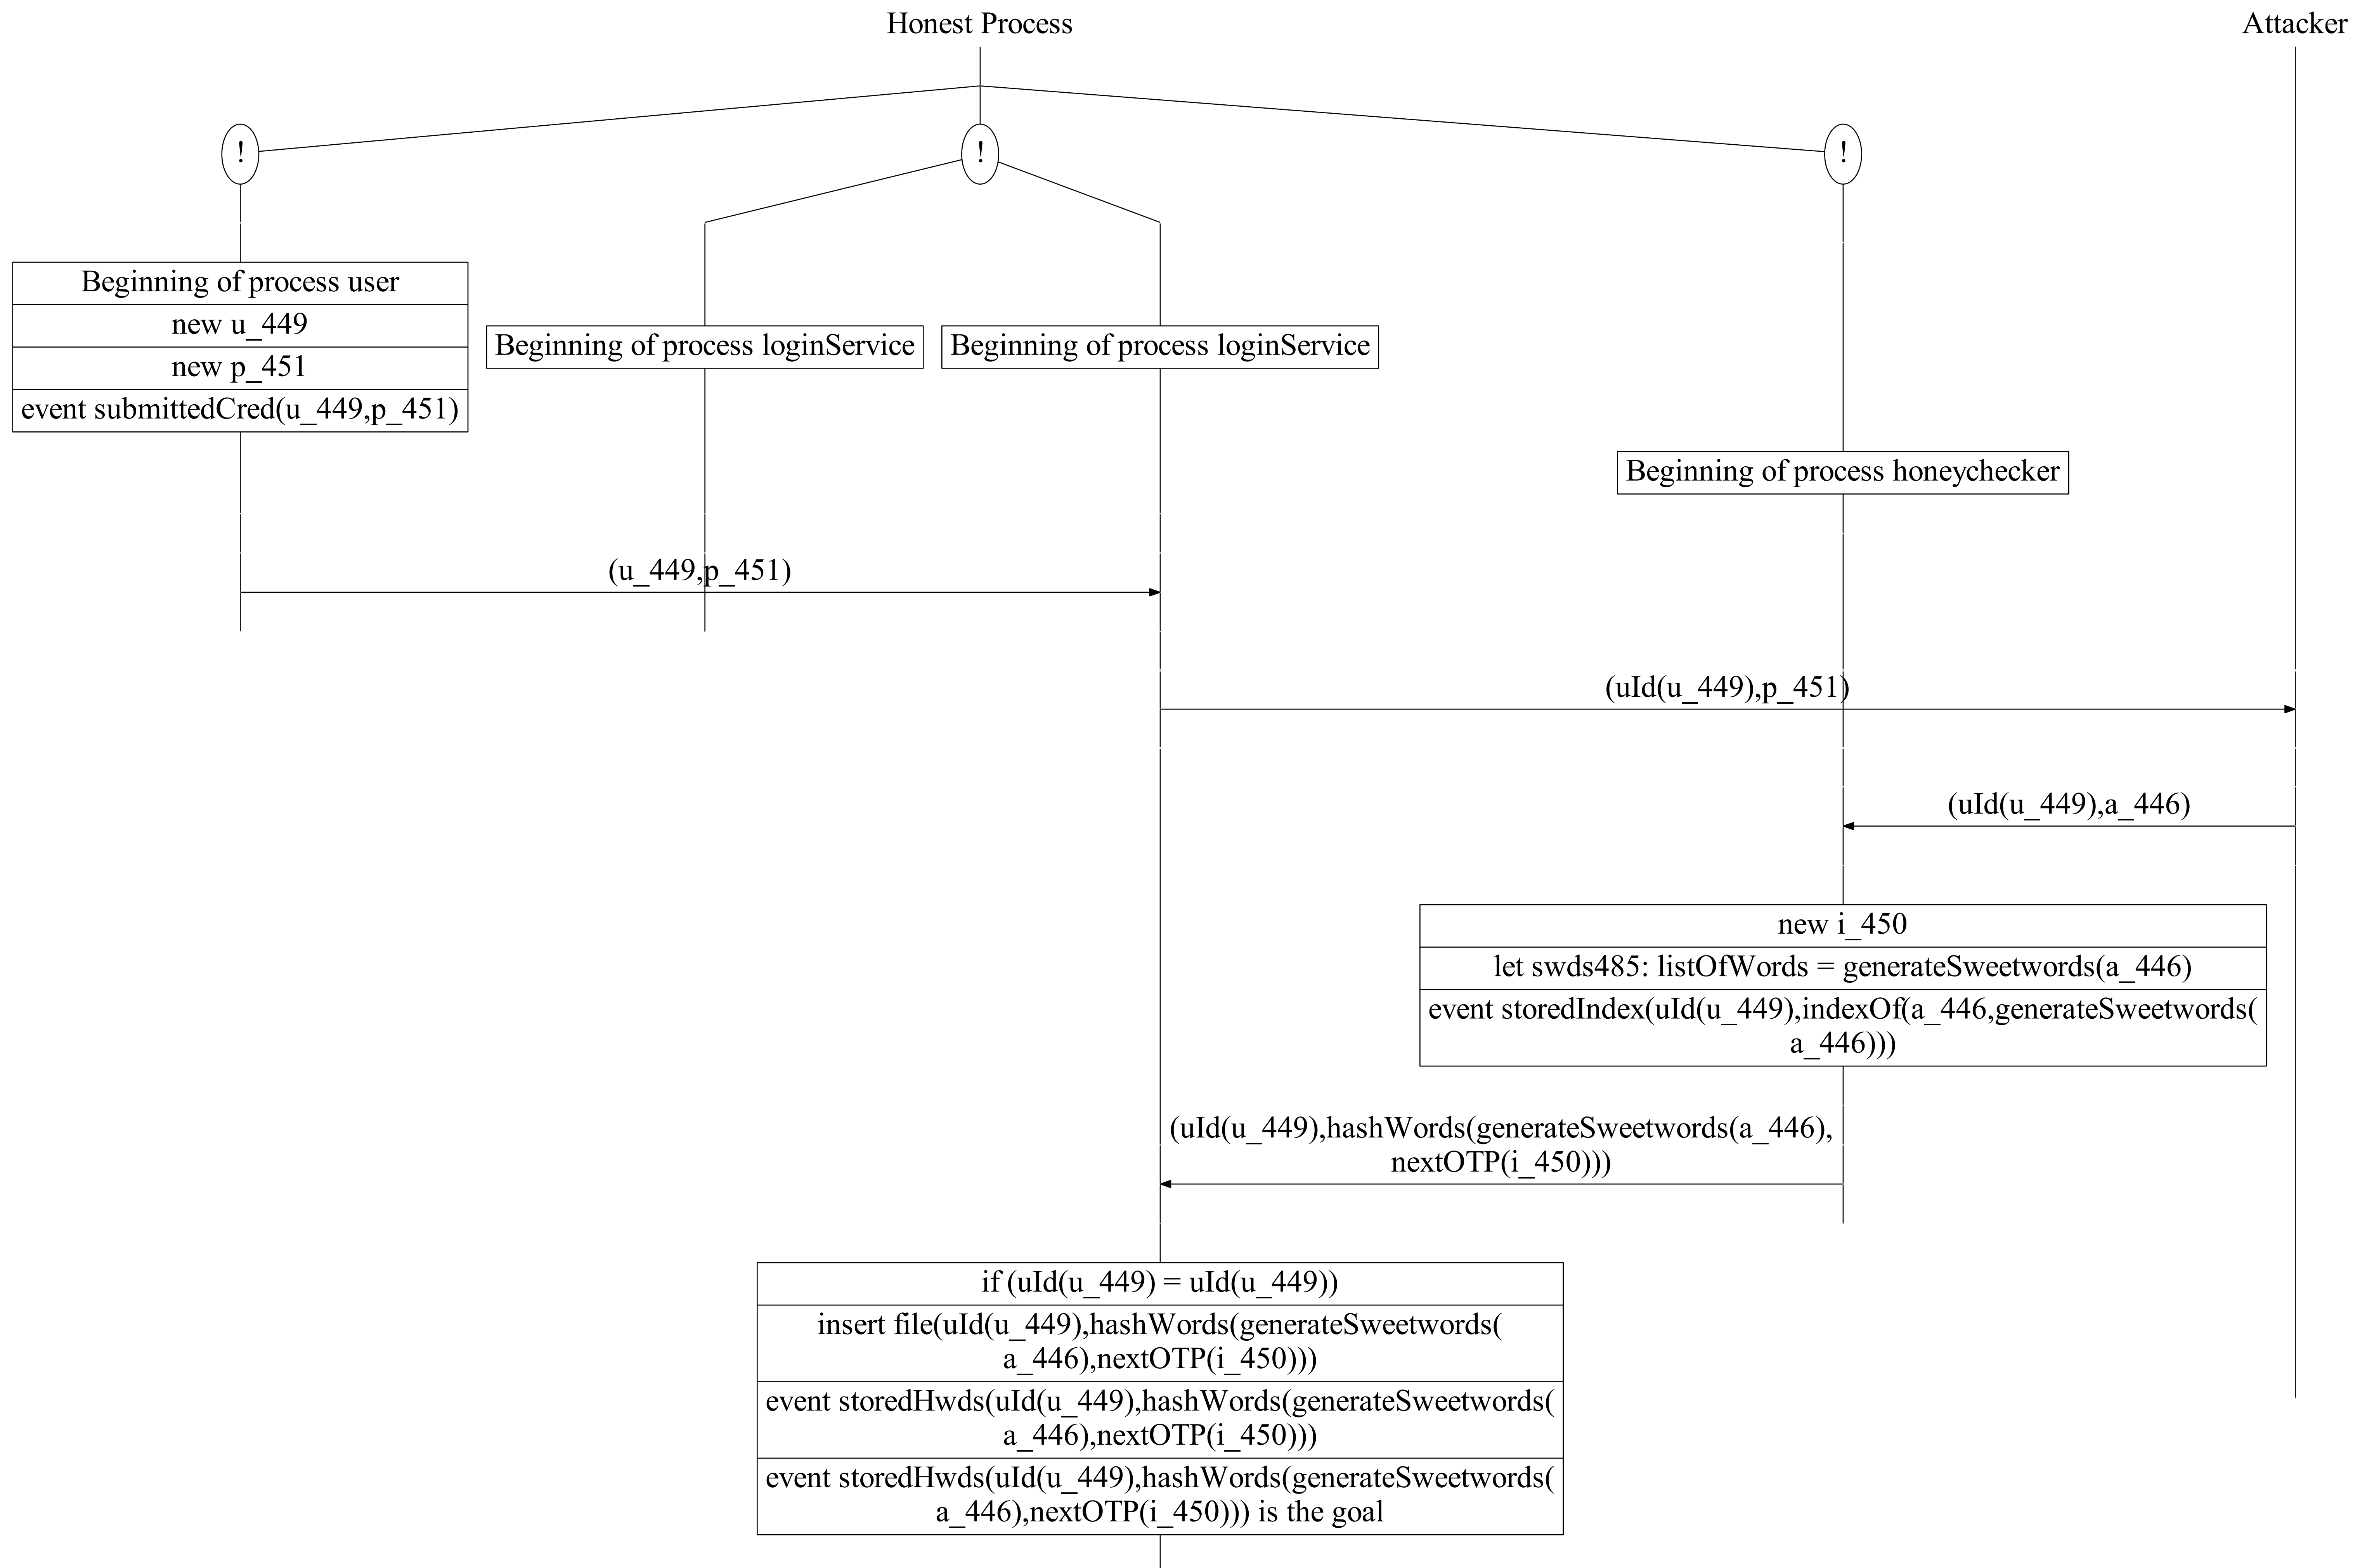 Honest Process
Attacker
!
!
!
Beginning of process user
new u_449
new p_451
event submittedCred(u_449,p_451)
Beginning of process loginService
Beginning of process loginService
Beginning of process honeychecker
(u_449,p_451)
(uId(u_449),p_451)
(uId(u_449),a_446)
new i_450
let swds485: listOfWords = generateSweetwords(a_446)
event storedIndex(uId(u_449),indexOf(a_446,generateSweetwords(
a_446)))
(uId(u_449),hashWords(generateSweetwords(a_446),
nextOTP(i_450)))
if (uId(u_449) = uId(u_449))
insert file(uId(u_449),hashWords(generateSweetwords(
a_446),nextOTP(i_450)))
event storedHwds(uId(u_449),hashWords(generateSweetwords(
a_446),nextOTP(i_450)))
event storedHwds(uId(u_449),hashWords(generateSweetwords(
a_446),nextOTP(i_450))) is the goal